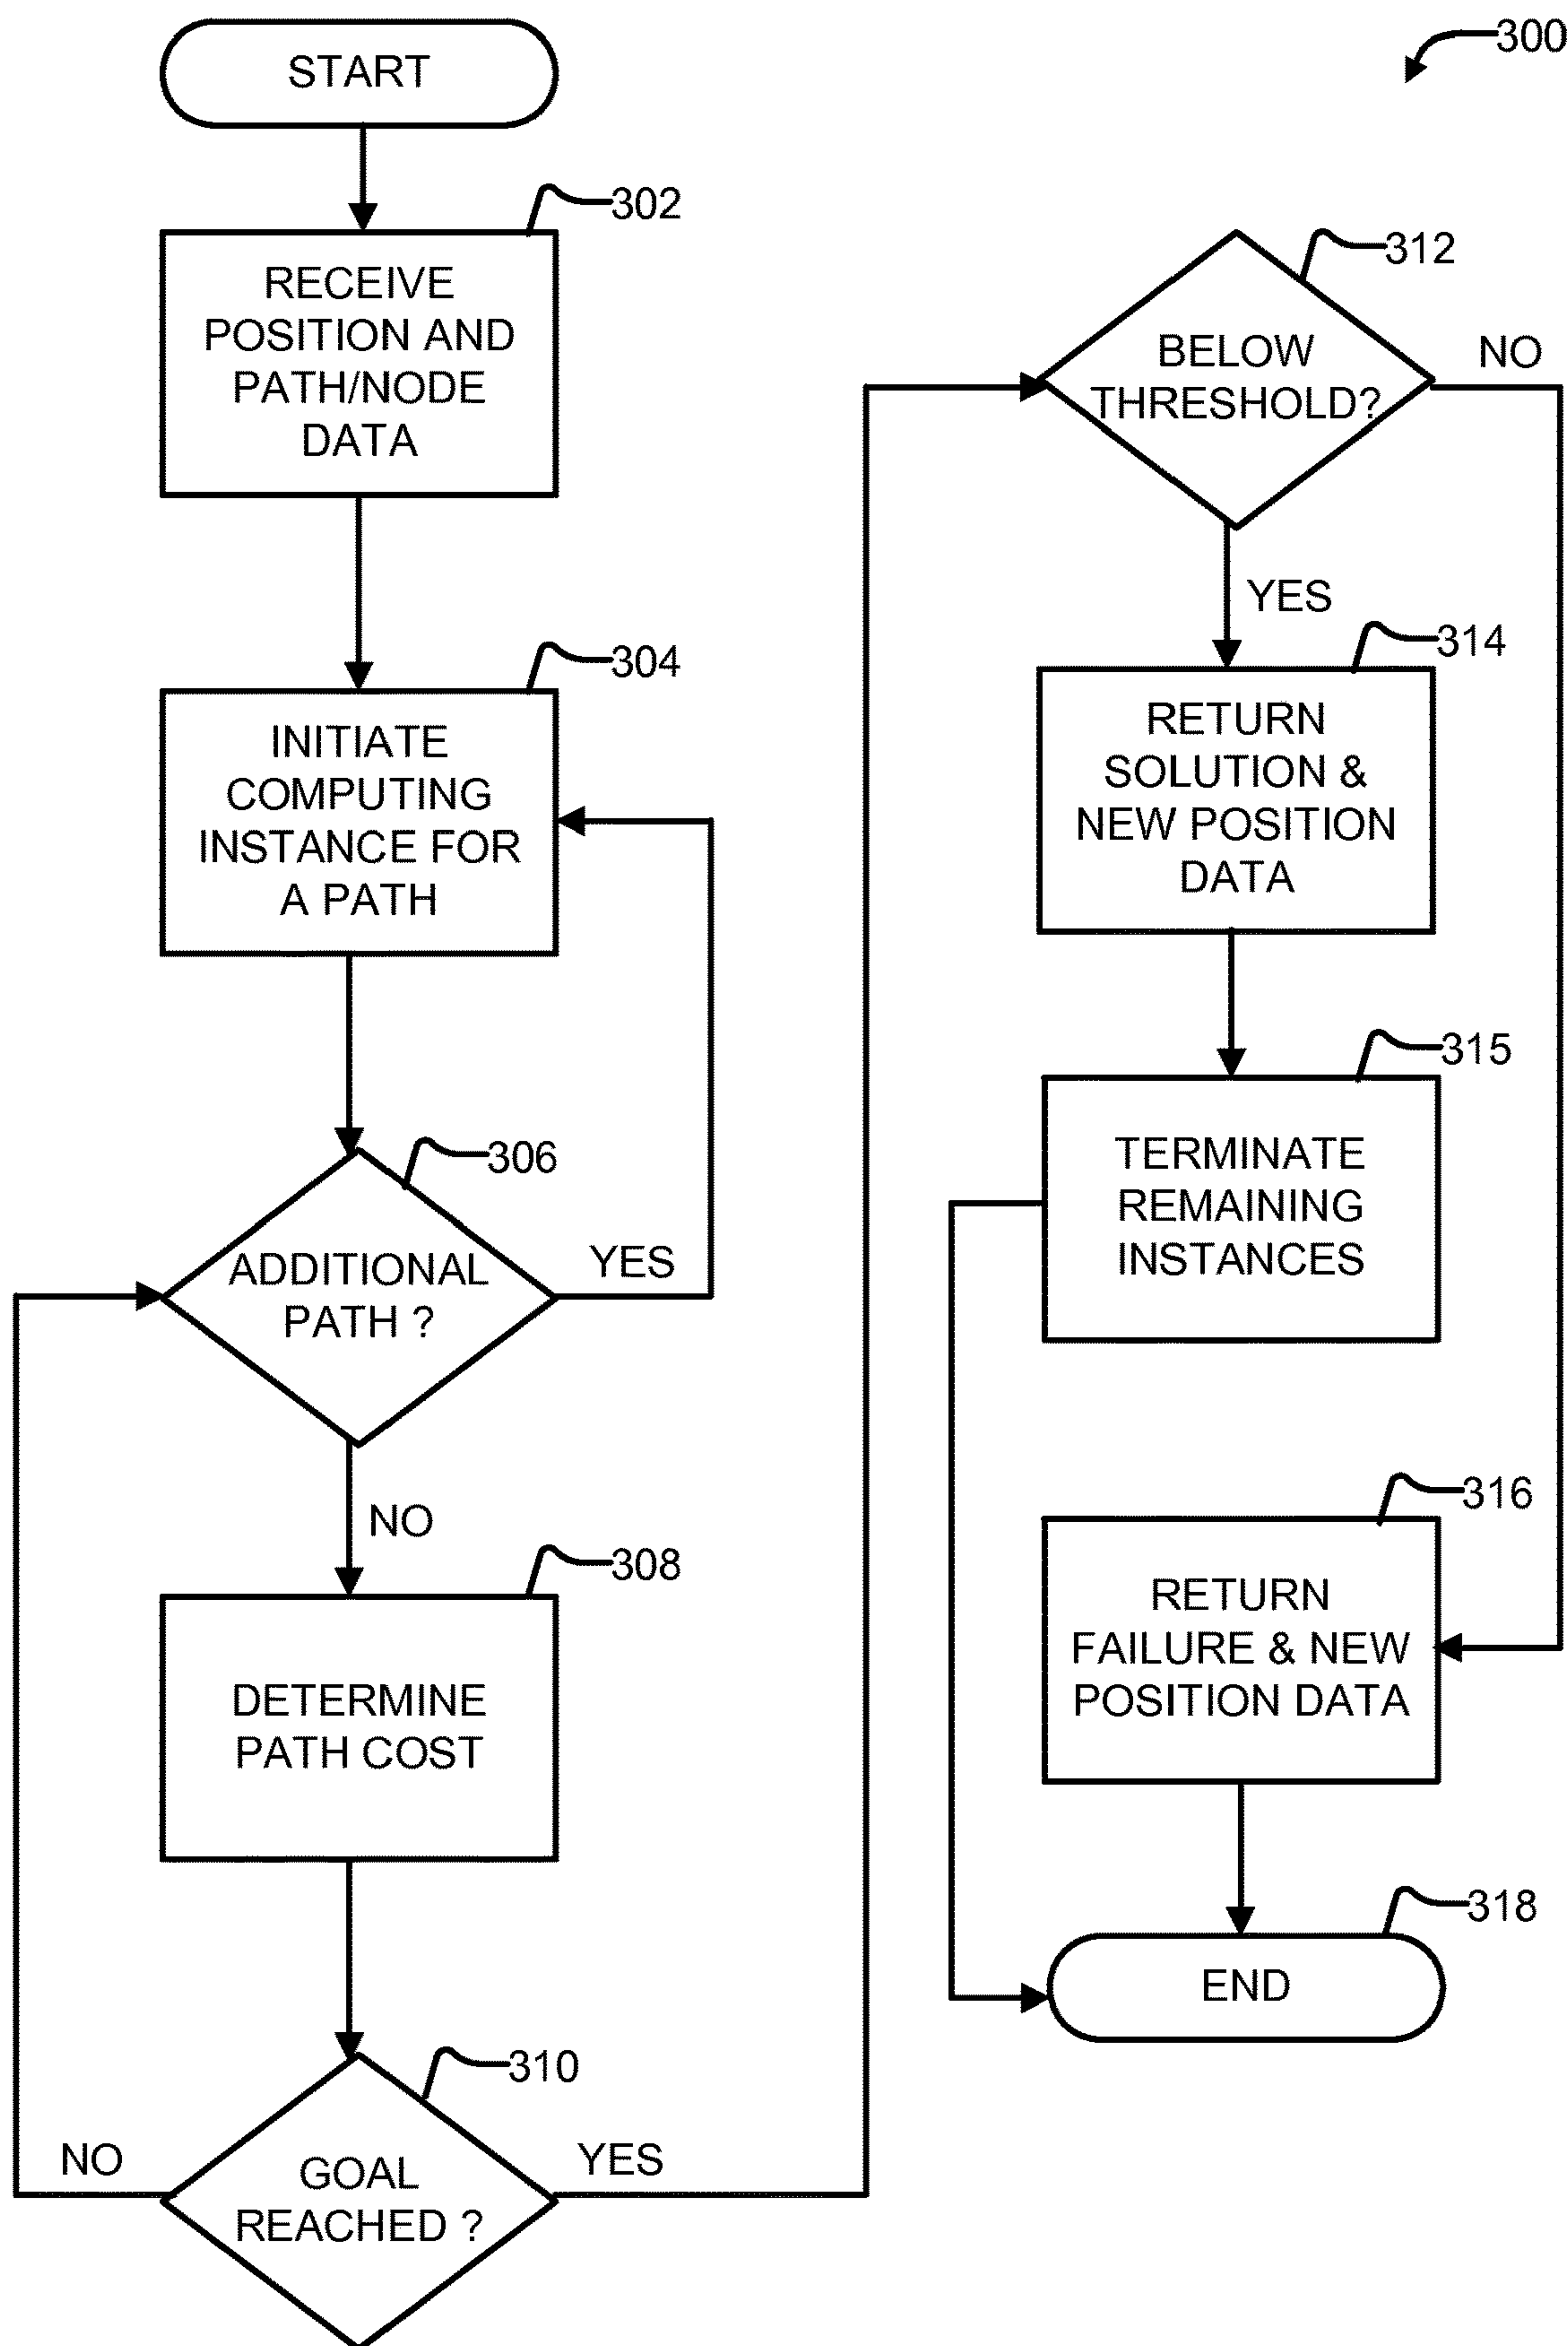 START
300
302
RECEIVE
POSITION AND
PATH/NODE
DATA
304
INITIATE
COMPUTING
INSTANCE FOR
A PATH
306
ADDITIONAL
PATH ?
YES
NO
308
DETERMINE
PATH COST
310
GOAL
REACHED ?
NO
YES
312
BELOW
THRESHOLD?
NO
YES
314
RETURN
SOLUTION &
NEW POSITION
DATA
315
TERMINATE
REMAINING
INSTANCES
316
RETURN
FAILURE & NEW
POSITION DATA
318
END